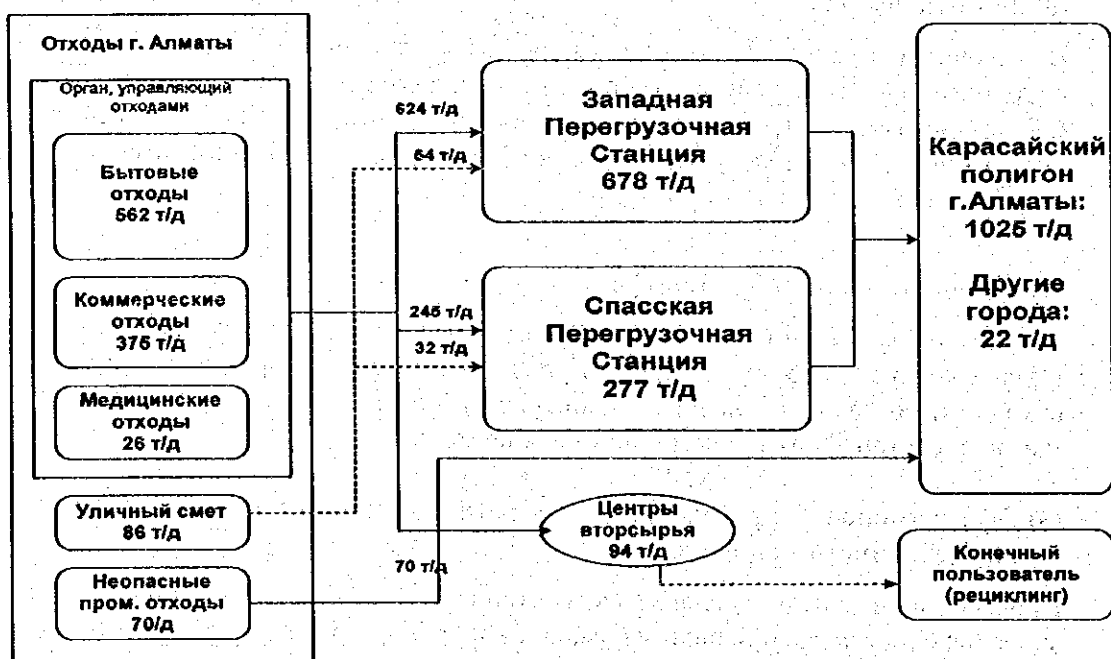 Отходы г. Алматы
Орган, управляющий
отходами
Бытовые
отходы
562 т/д
Коммерческие
отходы
375 т/д
Медицинские
отходы
26 т/д
Уличный смет
86 т/д
Неопасные
пром. отходы
70/д
624 т/д
54 т/д
245 т/д
32 т/д
70 т/д
Западная
Перегрузочная
Станция
678 т/д
Спасская
Перегрузочная
Станция
277 т/д
Центры
вторсырья
94 т/д
Карасайский
полигон
г.Алматы:
1025 т/д
Другие
города:
22 т/д
Конечный
пользователь
(рециклинг)